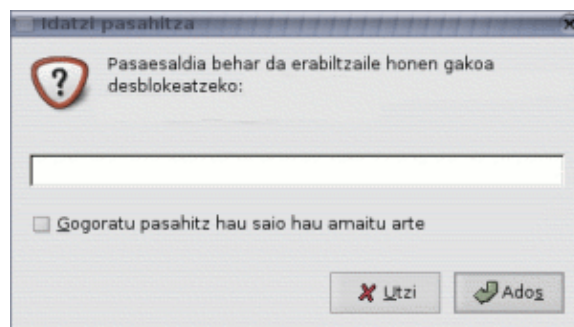 Idatzi pasahitza
Pasaesaldia behar da erabiltzaile honen gakoa
desblokeatzeko:
Gogoratu pasahitz hau saio hau amaitu arte
Utzi
Ados